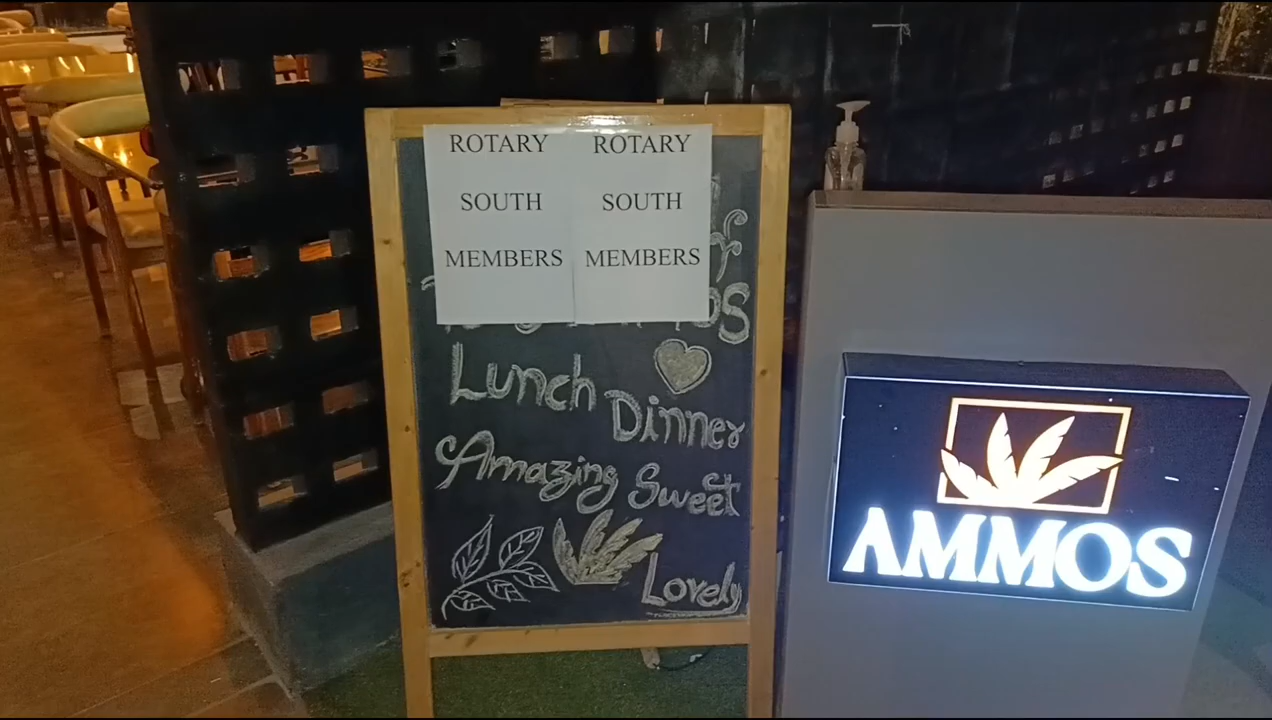 ROTARY ROTARY
SOUTH SOUTH
MEMBERS MEMBERS
Lunch
Dinner
Amazing Sweet
Lovely
AMMOS